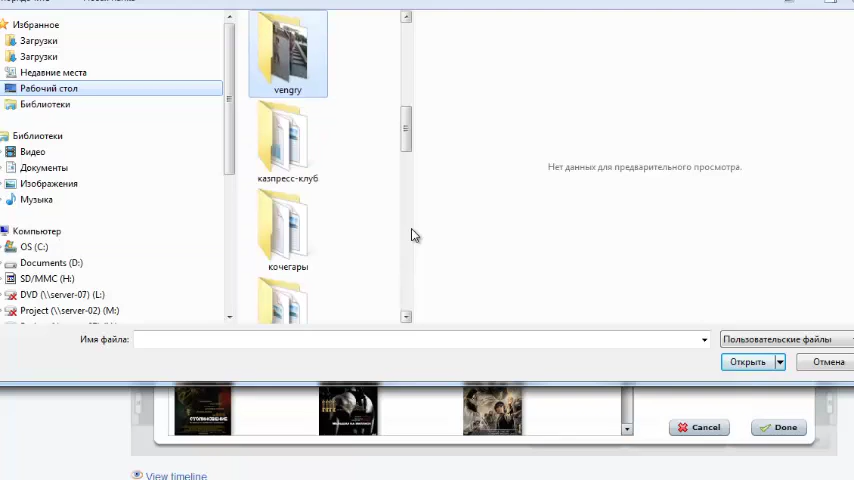 Избранное
Загрузки
Загрузки
Недавние места
Рабочий стол
Библиотеки
Библиотеки
Видео
Документы
Изображения
Музыка
Компьютер
OS (C:)
Documents (D:)
SD/MMC (H:)
DVD (\\server-07) (L:)
Project (\\server-02) (M:)
vengry
казпресс-клуб
кочегары
Нет данных для предварительного просмотра.
Имя файла:
Пользовательские файлы
Открыть
Отмена
Cancel
Done
View timeline